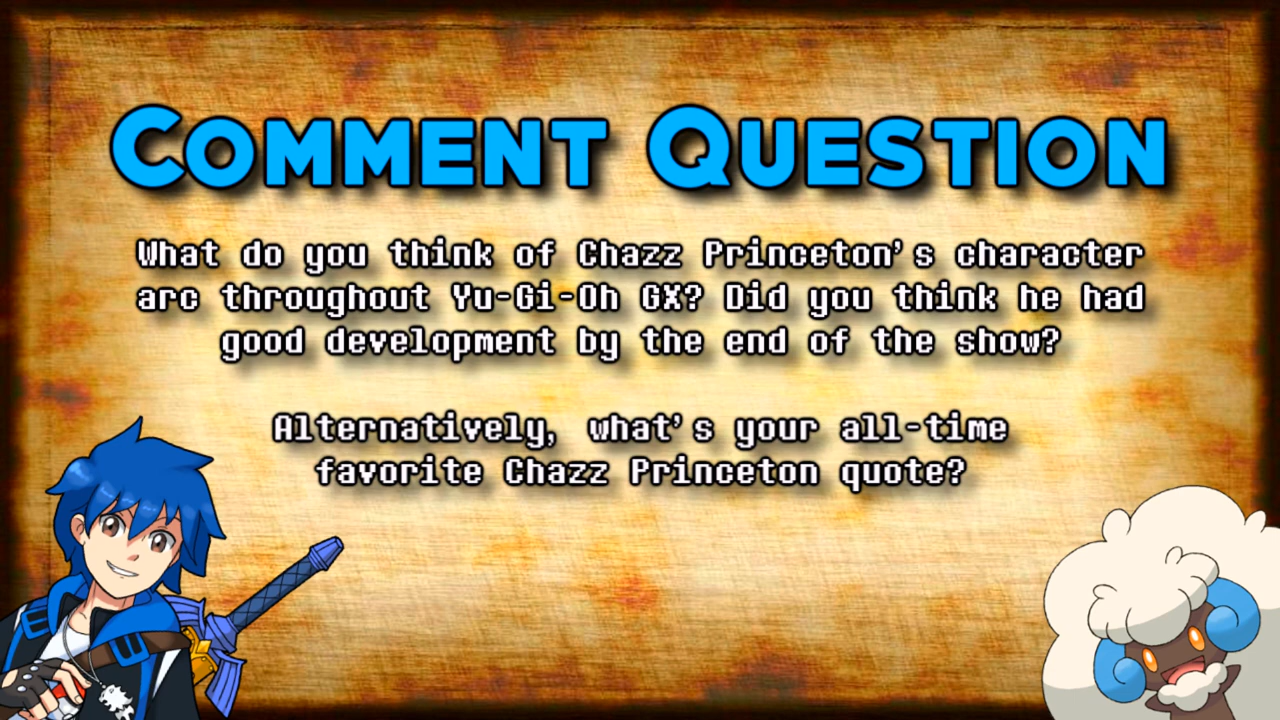 Comment Question
What do you think of Chazz Princeton's character
arc throughout Yu-Gi-Oh GX? Did you think he had
good development by the end of the show?
Alternatively, what's your all-time
favorite Chazz Princeton quote?